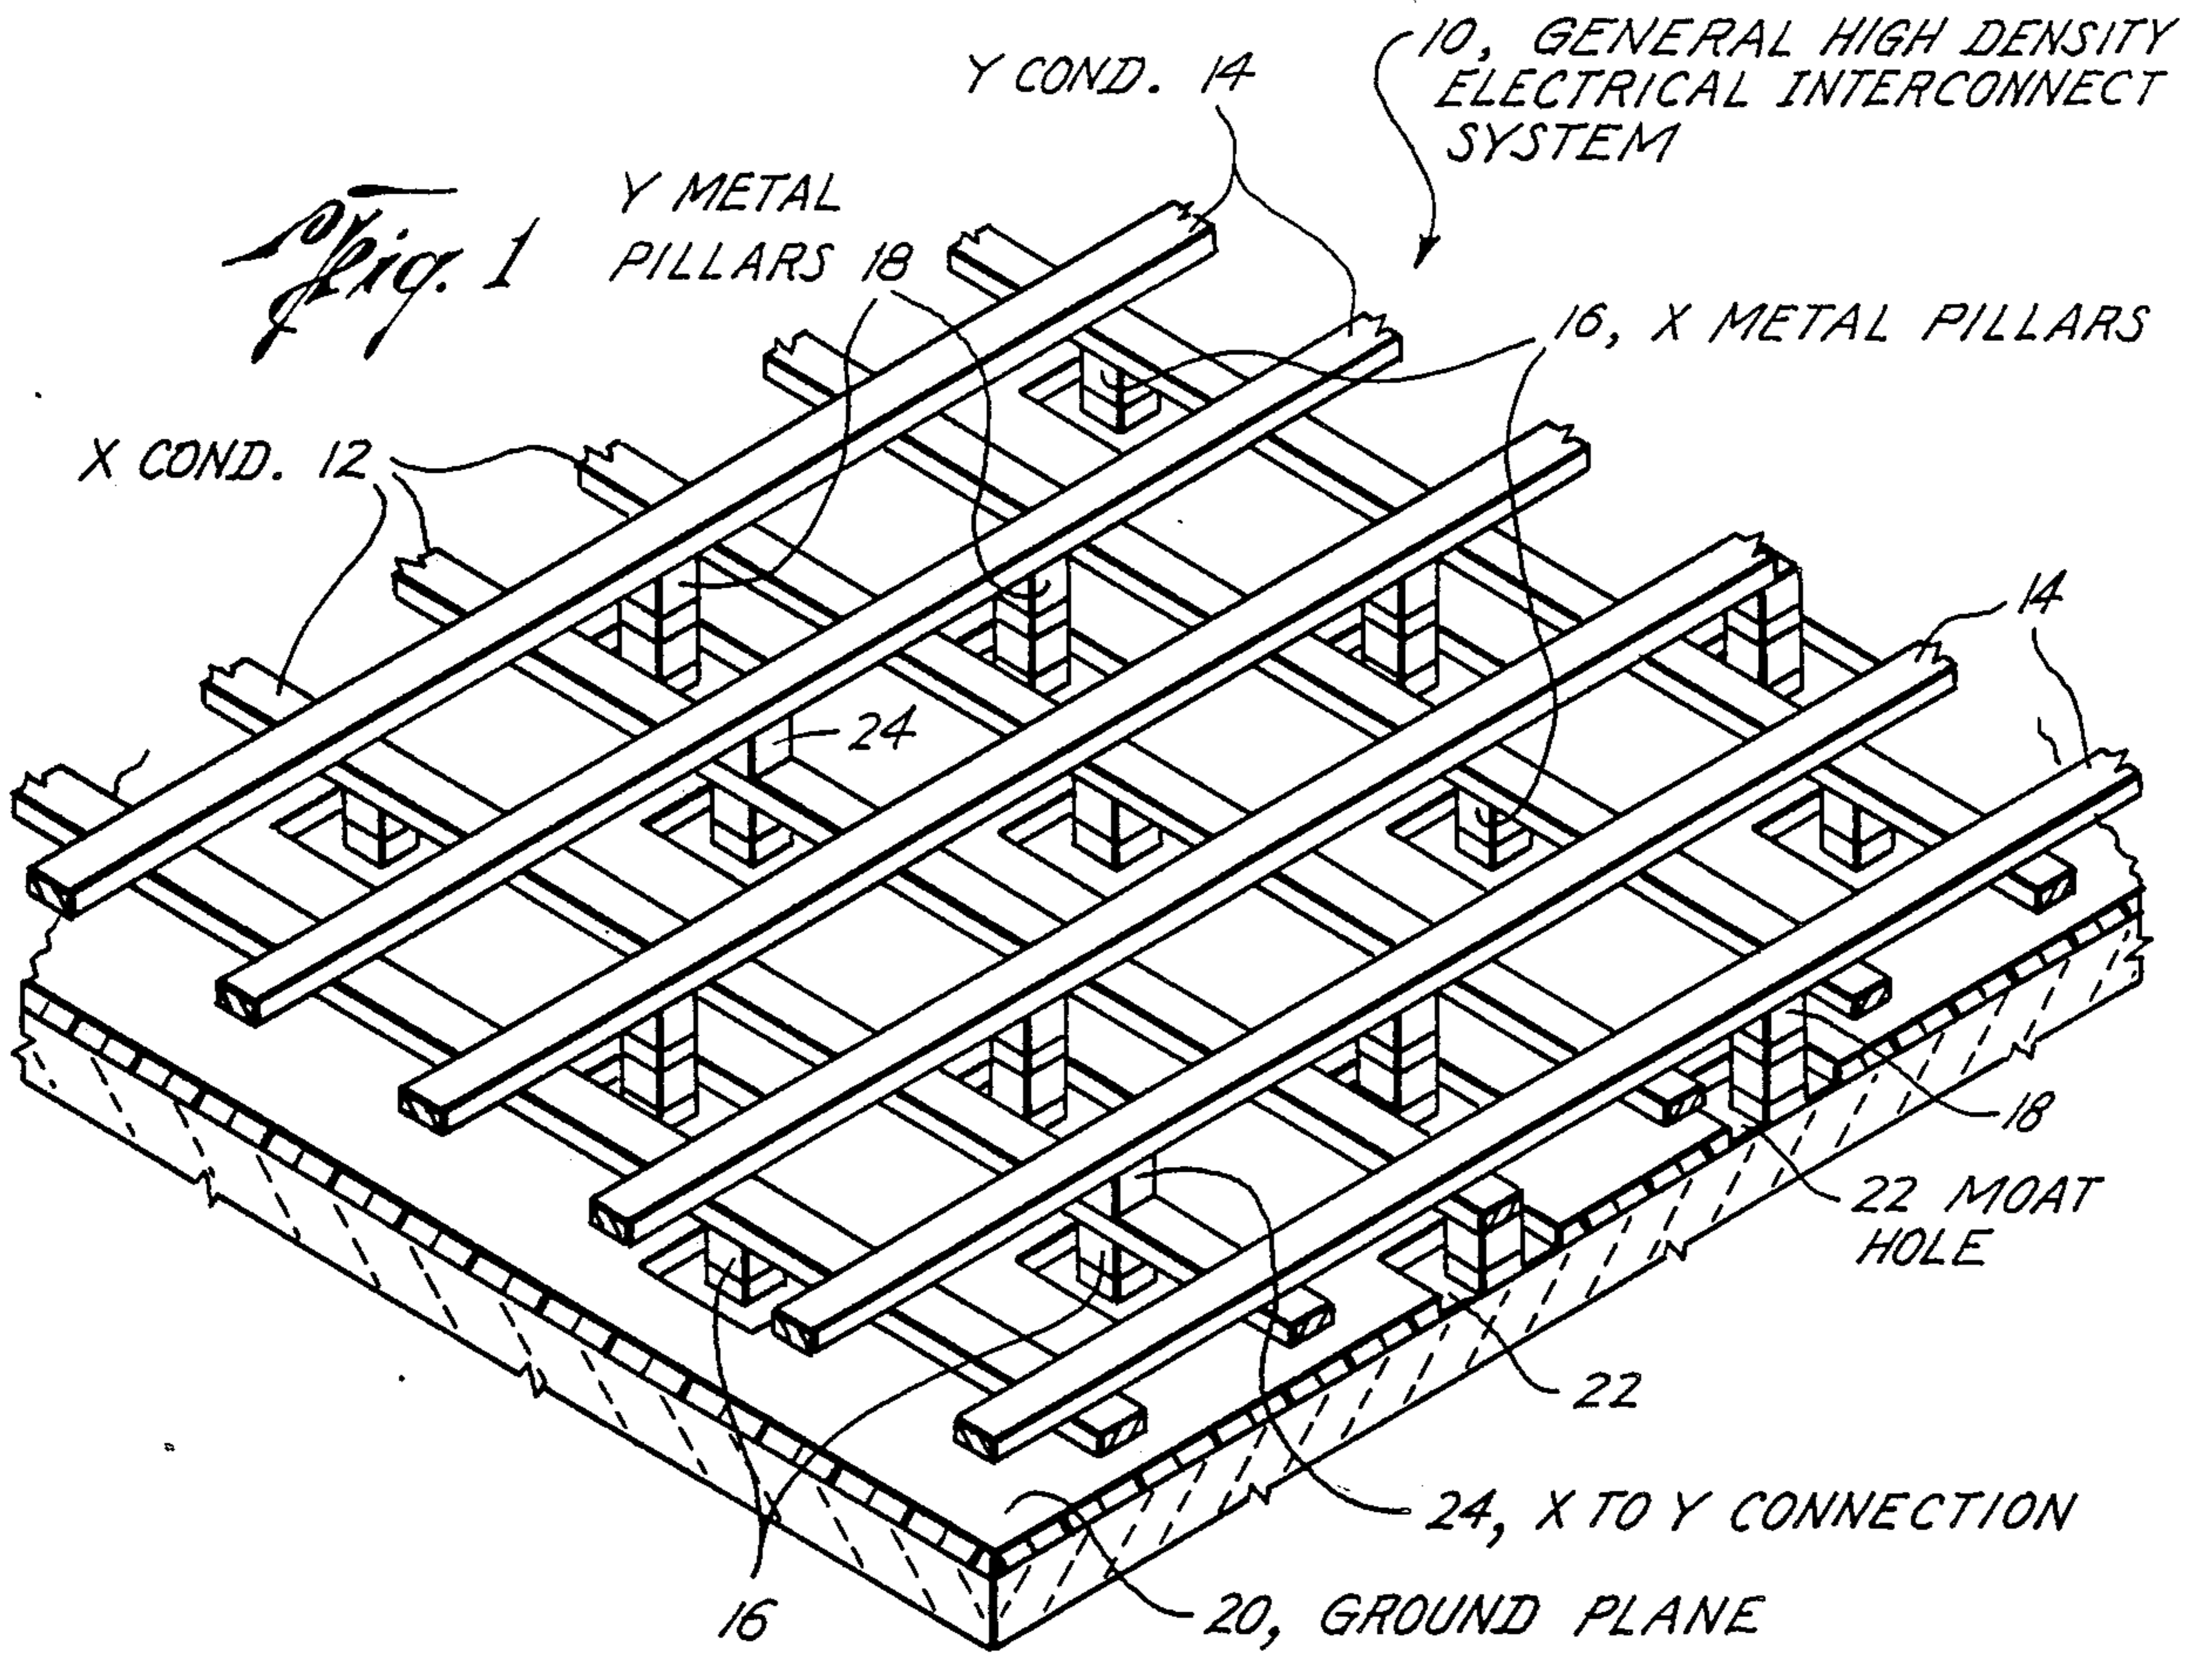 10, GENERAL HIGH DENSITY
ELECTRICAL INTERCONNECT
SYSTEM
Y COND. 14
Fig. 1
Y METAL
PILLARS 18
16, X METAL PILLARS
X COND. 12
14
24
18
22 MOAT
HOLE
22
24, X TO Y CONNECTION
16
20, GROUND PLANE